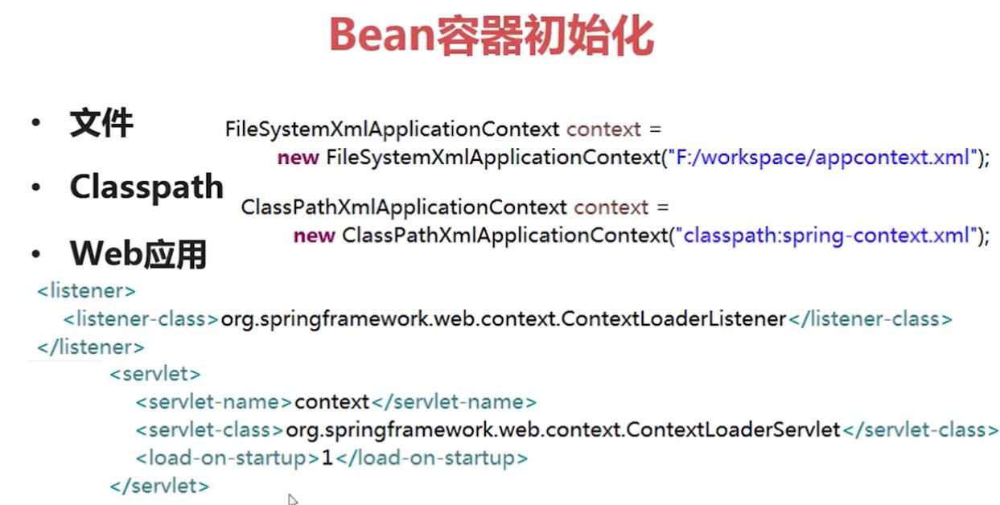 Bean容器初始化
• 文件
FileSystemXmlApplicationContext context =
new FileSystemXmlApplicationContext("F:/workspace/appcontext.xml");
• Classpath
ClassPathXmlApplicationContext context =
new ClassPathXmlApplicationContext("classpath:spring-context.xml");
• Web应用
<listener>
<listener-class>org.springframework.web.context.ContextLoaderListener</listener-class>
</listener>
<servlet>
<servlet-name>context</servlet-name>
<servlet-class>org.springframework.web.context.ContextLoaderServlet</servlet-class>
<load-on-startup>1</load-on-startup>
</servlet>